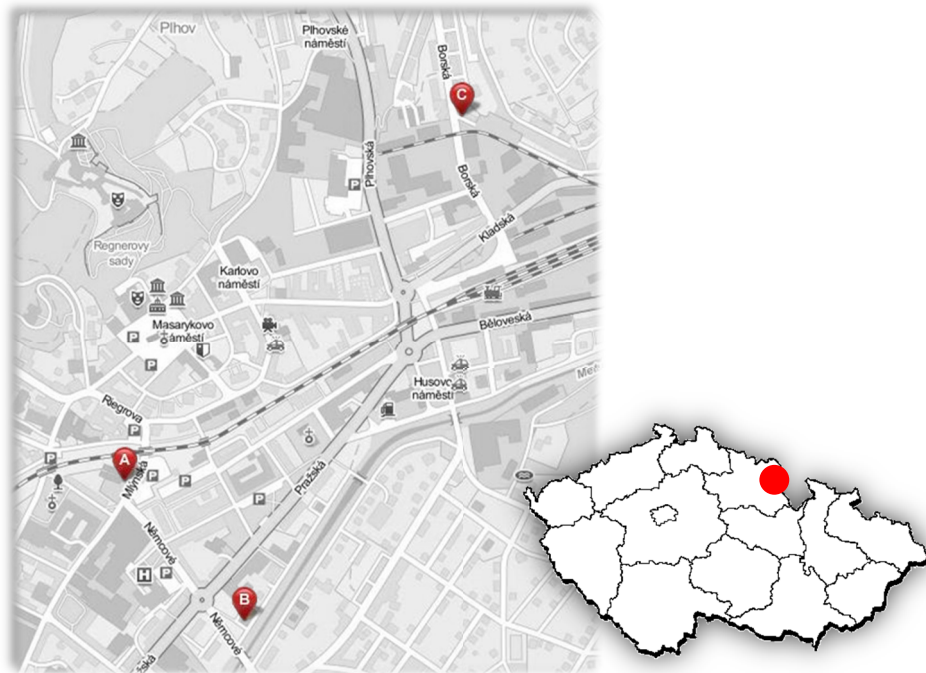 Plhov
Plhovské
náměstí
Borská
C
Plhovská
P
Borská
Kladská
Regnerovy
sady
Karlovo
náměstí
Masarykovo
náměstí
P
P
Běloveská
Husovo
náměstí
Riegrova
P
P
A
Mlýnská
P
P
P
Pražská
Němcové
H
P
B
Němcové